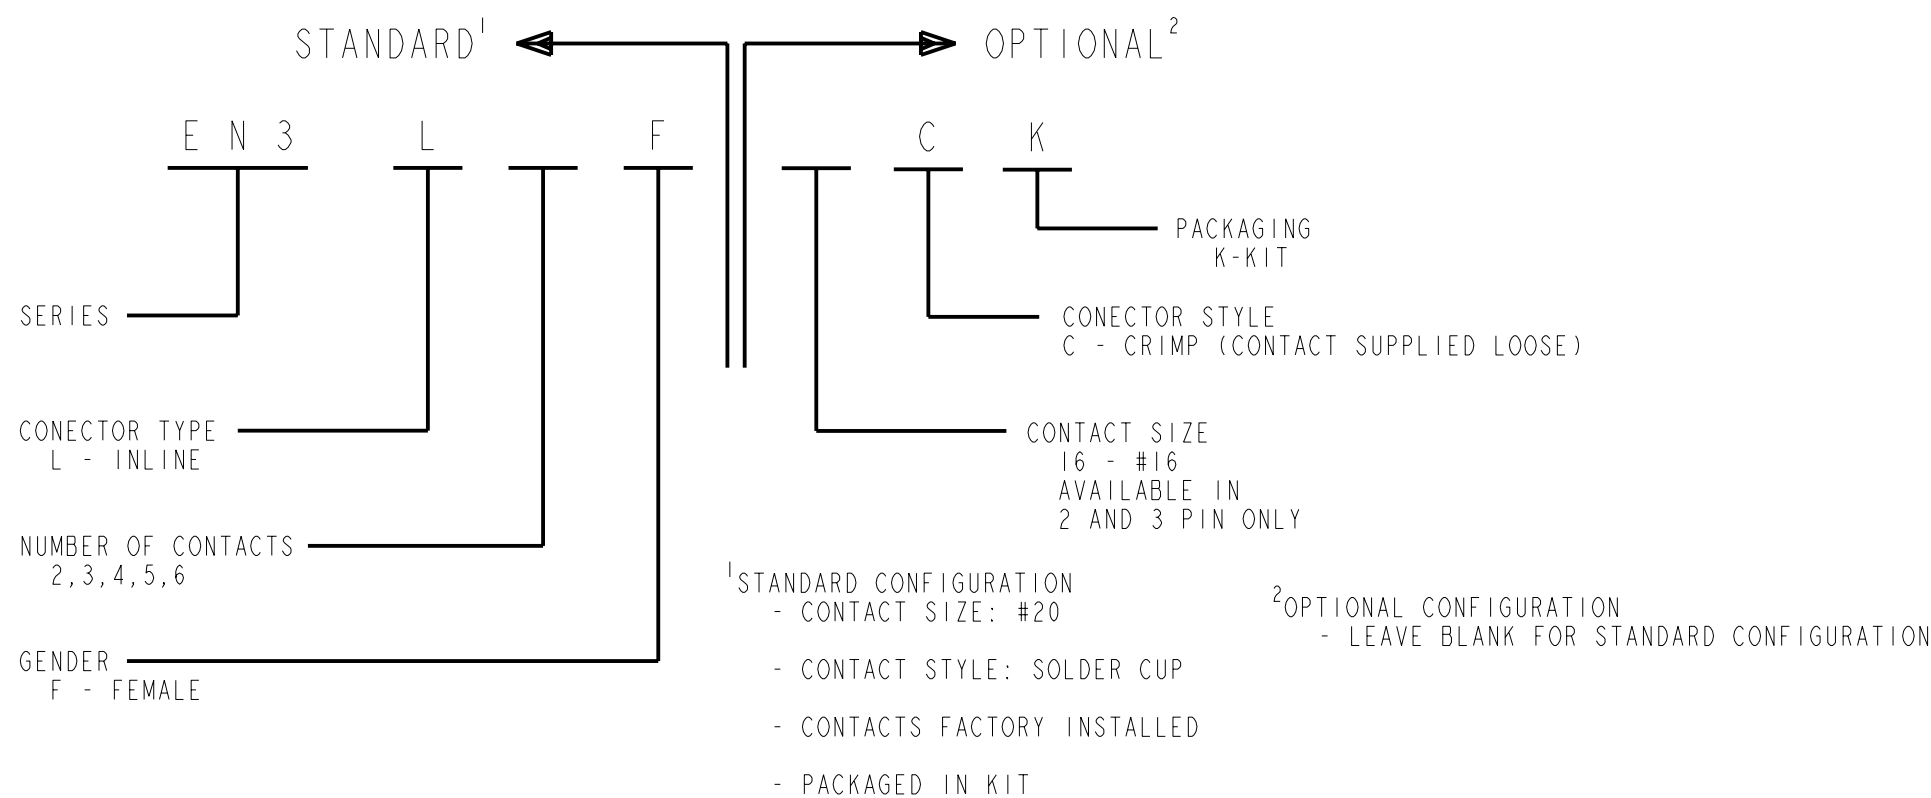 STANDARD1
OPTIONAL2
EN3 L F C K
PACKAGING
K-KIT
SERIES
CONECTOR STYLE
C - CRIMP (CONTACT SUPPLIED LOOSE)
CONECTOR TYPE
L - INLINE
CONTACT SIZE
16 - #16
AVAILABLE IN
2 AND 3 PIN ONLY
NUMBER OF CONTACTS
2,3,4,5,6
GENDER
F - FEMALE
1STANDARD CONFIGURATION
- CONTACT SIZE: #20
- CONTACT STYLE: SOLDER CUP
- CONTACTS FACTORY INSTALLED
- PACKAGED IN KIT
2OPTIONAL CONFIGURATION
- LEAVE BLANK FOR STANDARD CONFIGURATION